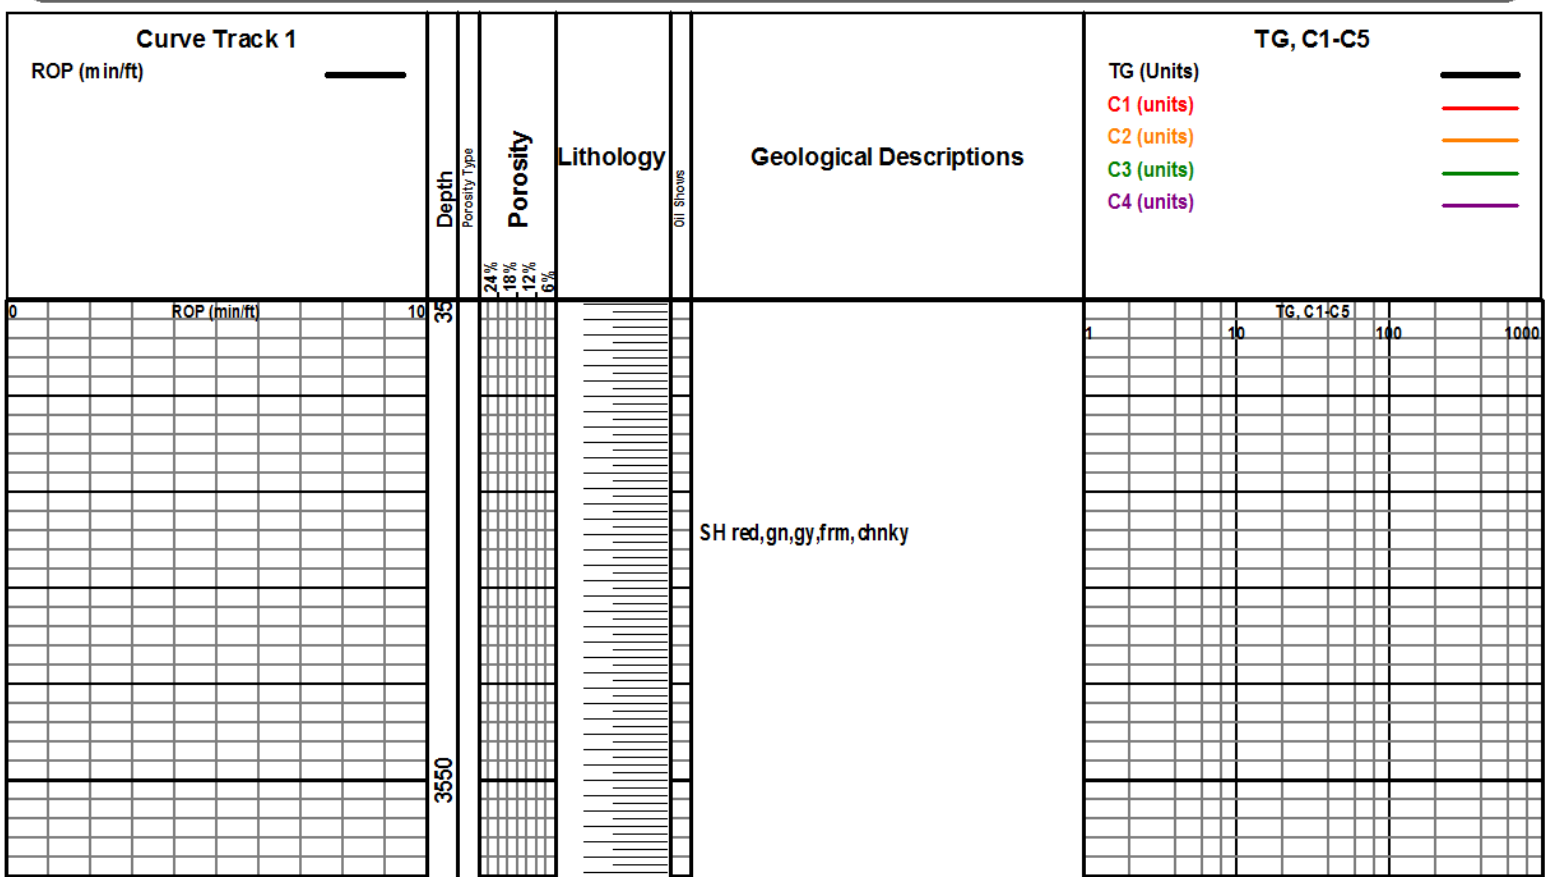 Curve Track 1
ROP (min/ft)
Depth
Porosity Type
Porosity
24%
18%
12%
6%
Lithology
Oil Shows
Geological Descriptions
TG, C1-C5
TG (Units)
C1 (units)
C2 (units)
C3 (units)
C4 (units)
0 ROP (min/ft) 10
35
TG, C1-C5
1 10 100 1000
SH red,gn,gy,frm, chnky
3550